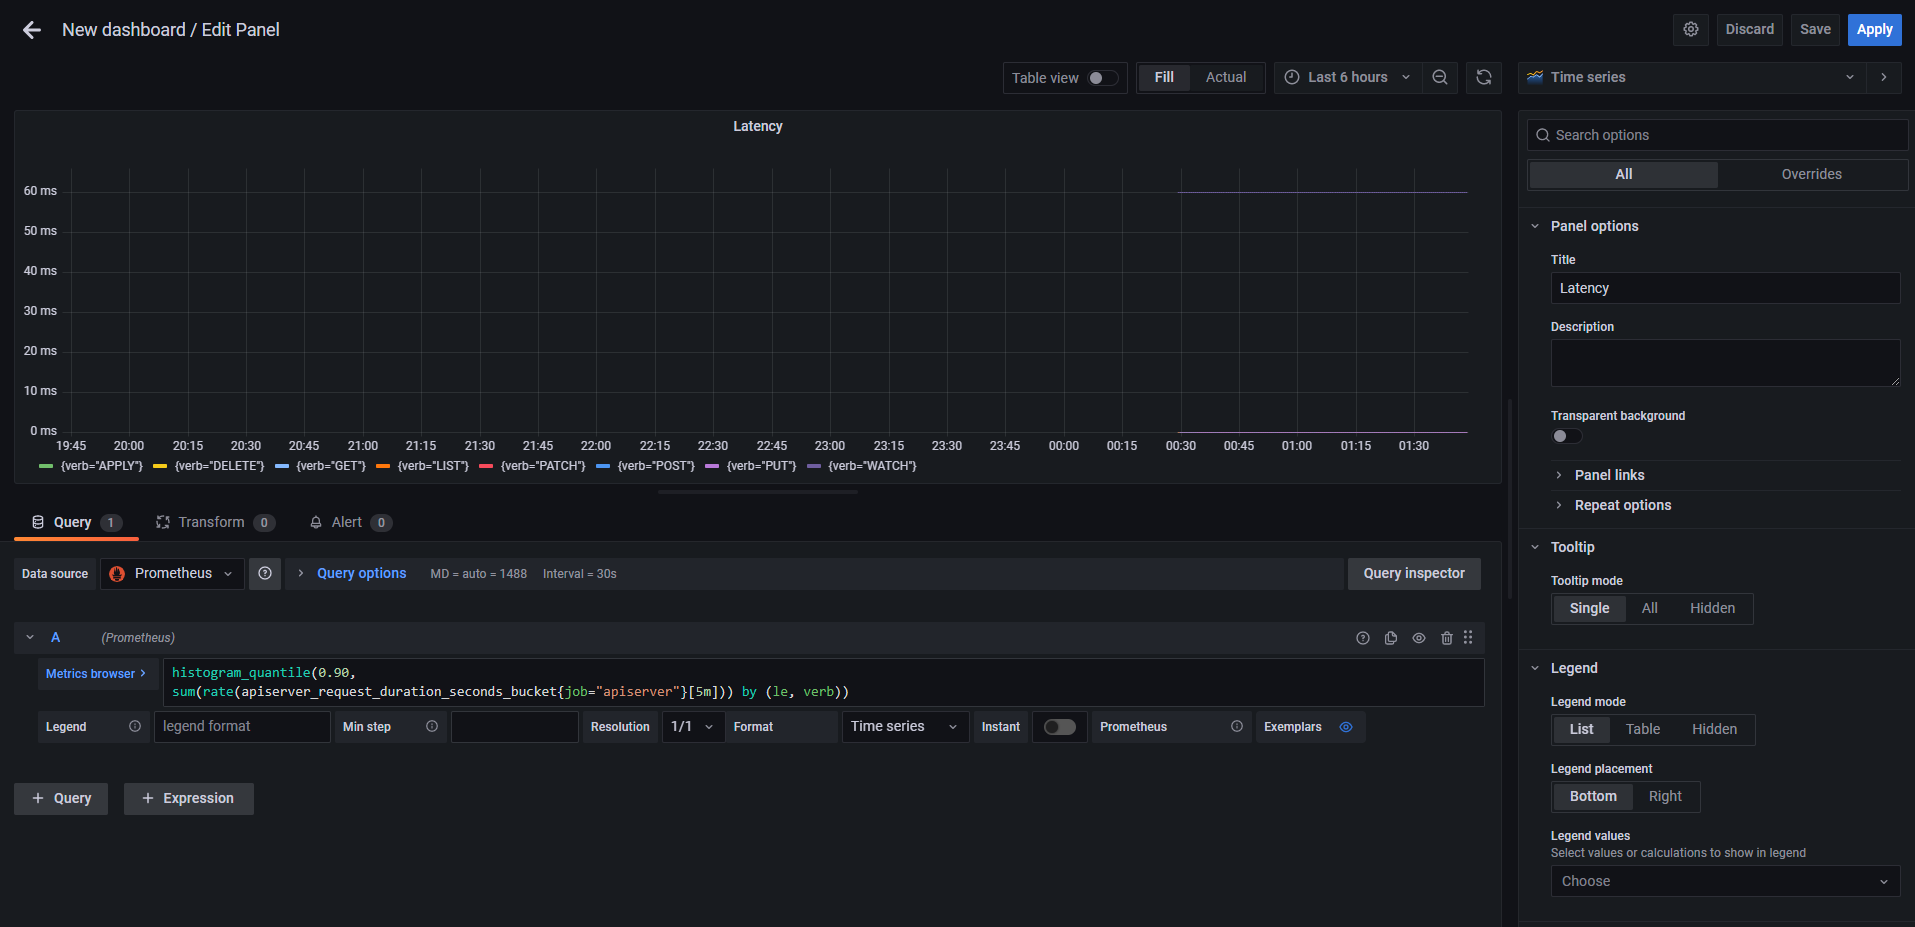 New dashboard / Edit Panel
Discard
Save
Apply
Table view
Fill
Actual
Last 6 hours
Time series
Latency
60 ms
50 ms
40 ms
30 ms
20 ms
10 ms
0 ms
19:45 20:00 20:15 20:30 20:45 21:00 21:15 21:30 21:45 22:00 22:15 22:30 22:45 23:00 23:15 23:30 23:45 00:00 00:15 00:30 00:45 01:00 01:15 01:30
{verb="APPLY"} {verb="DELETE"} {verb="GET"} {verb="LIST"} {verb="PATCH"} {verb="POST"} {verb="PUT"} {verb="WATCH"}
Query 1
Transform 0
Alert 0
Data source
Prometheus
Query options
MD = auto = 1488
Interval = 30s
Query inspector
A
(Prometheus)
Metrics browser
histogram_quantile(0.90,
sum(rate(apiserver_request_duration_seconds_bucket{job="apiserver"}[5m])) by (le, verb))
Legend
legend format
Min step
Resolution
1/1
Format
Time series
Instant
Prometheus
Exemplars
+ Query
+ Expression
Search options
All
Overrides
Panel options
Title
Latency
Description
Transparent background
Panel links
Repeat options
Tooltip
Tooltip mode
Single All Hidden
Legend
Legend mode
List Table Hidden
Legend placement
Bottom Right
Legend values
Select values or calculations to show in legend
Choose